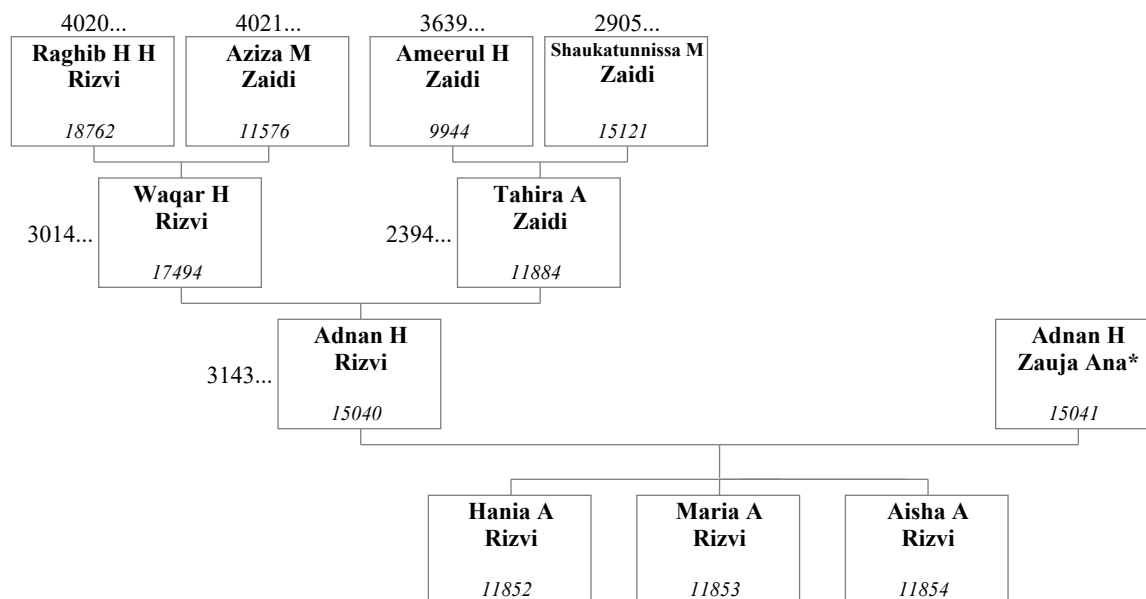 4020...
4021...
3639...
2905...
Raghib H H
Rizvi
18762
Aziza M
Zaidi
11576
Ameerul H
Zaidi
9944
Shaukatunnissa M
Zaidi
15121
3014...
Waqar H
Rizvi
17494
2394...
Tahira A
Zaidi
11884
3143...
Adnan H
Rizvi
15040
Adnan H
Zauja Ana*
15041
Hania A
Rizvi
11852
Maria A
Rizvi
11853
Aisha A
Rizvi
11854